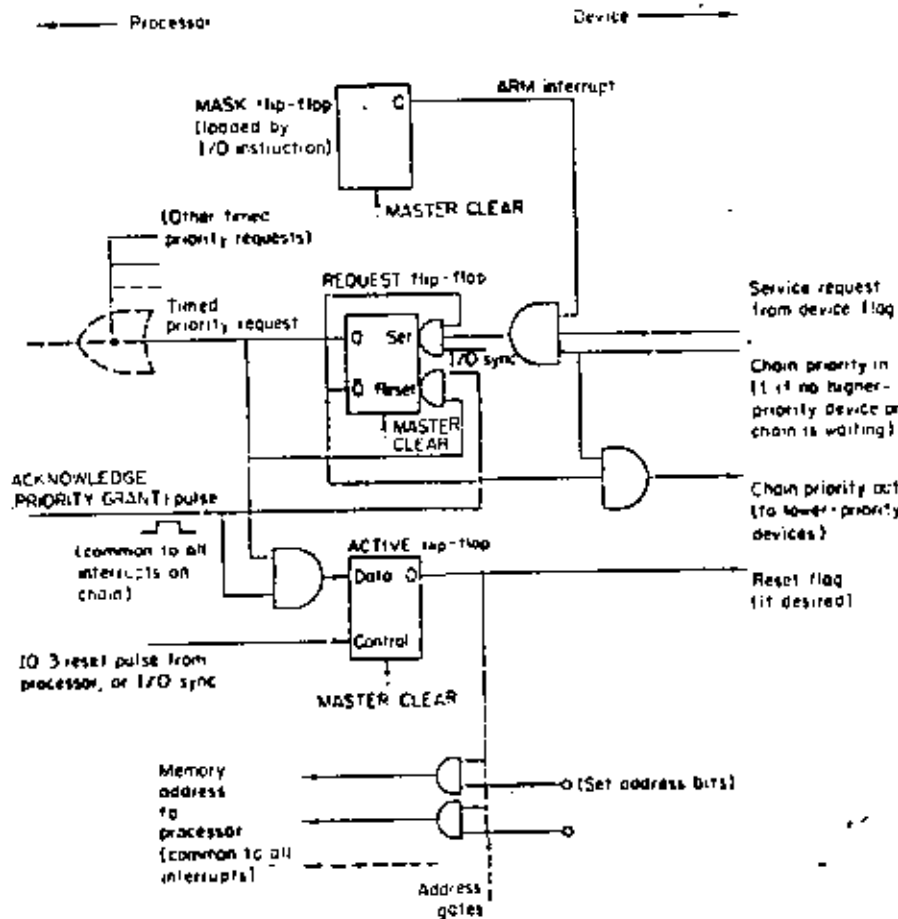 Processor
Device
ARM interrupt
MASK flip-flop
(loaded by
I/O instruction)
Q
MASTER CLEAR
(Other timed
priority requests)
REQUEST flip-flop
Timed
priority request
Q
Set
I/O sync
Q̄
Reset
MASTER
CLEAR
Service request
from device flag
Chain priority in
(1 if no higher-
priority device on
chain is waiting)
Chain priority out
(to lower-priority
devices)
ACKNOWLEDGE
(PRIORITY GRANT) pulse
(common to all
interrupts on
chain)
ACTIVE flip-flop
Data Q
Control
MASTER CLEAR
Reset flag
(if desired)
IO 3 reset pulse from
processor, or I/O sync
Memory
address
to
processor
(common to all
interrupts)
(Set address bits)
Address
gates